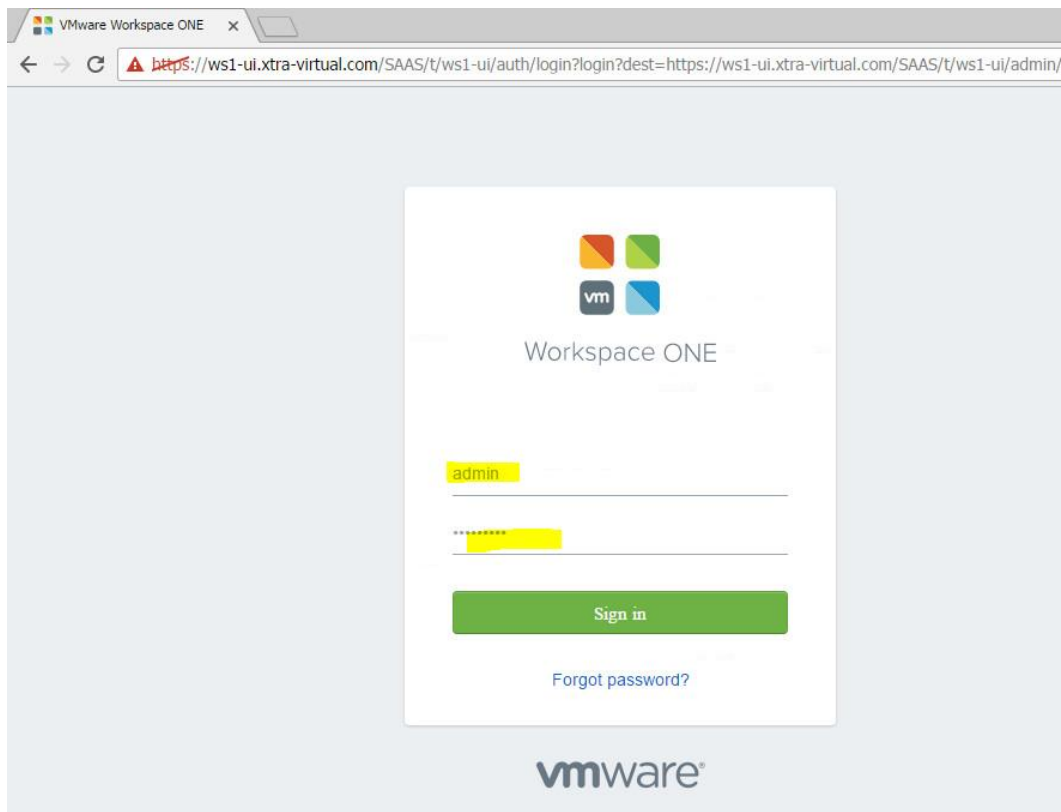 VMware Workspace ONE
https://ws1-ui.xtra-virtual.com/SAAS/t/ws1-ui/auth/login?login?dest=https://ws1-ui.xtra-virtual.com/SAAS/t/ws1-ui/admin/
vm
Workspace ONE
admin
*********
Sign in
Forgot password?
vmware®